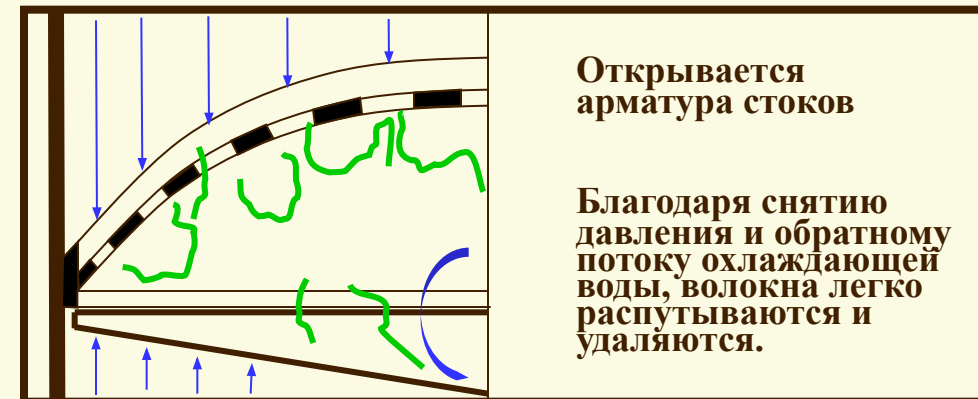 Открывается
арматура стоков
Благодаря снятию
давления и обратному
потоку охлаждающей
воды, волокна легко
распутываются и
удаляются.